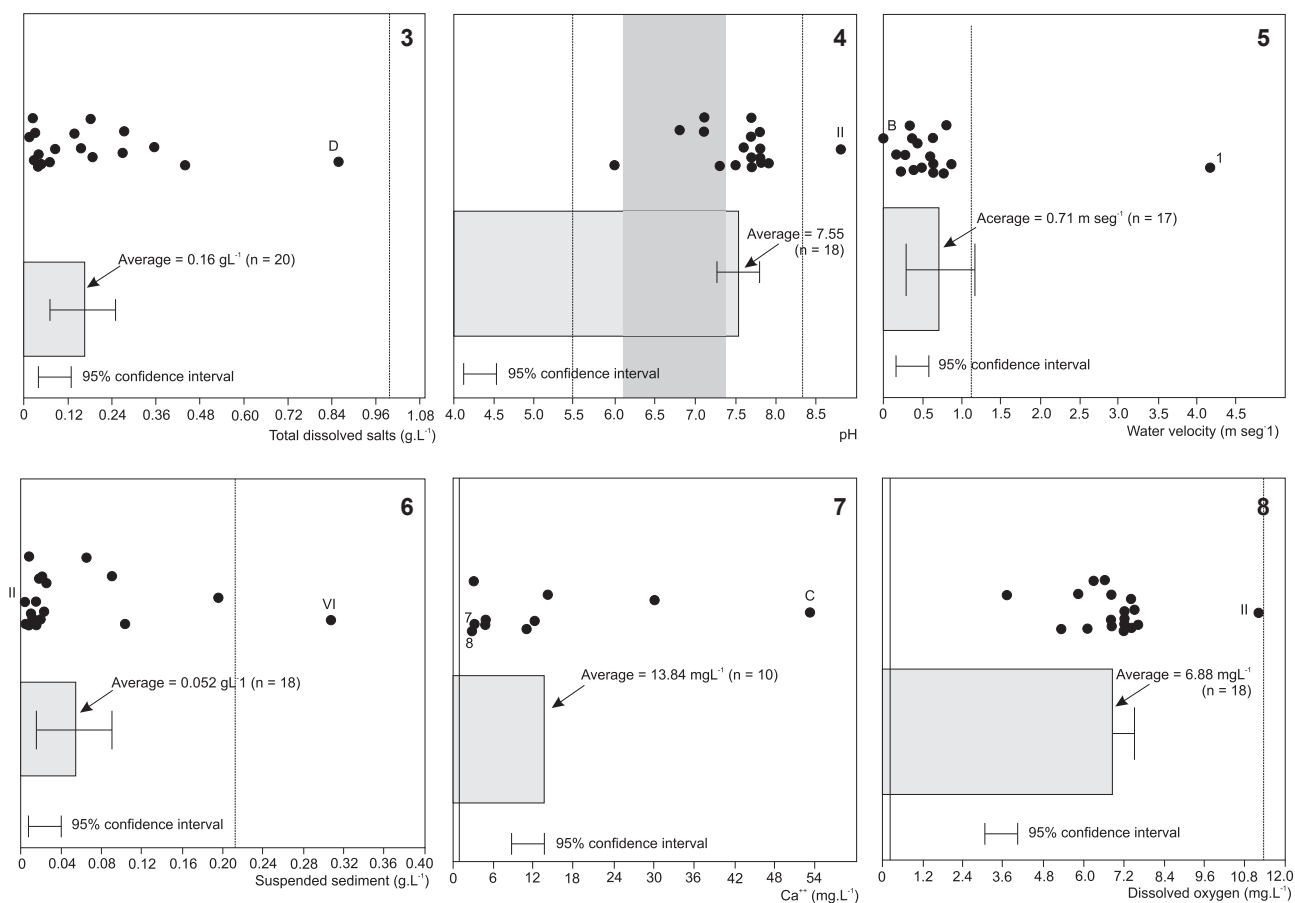 3
D
Average = 0.16 gL-1 (n = 20)
95% confidence interval
0 0.12 0.24 0.36 0.48 0.60 0.72 0.84 0.96 1.08
Total dissolved salts (g.L-1)
4
II
Average = 7.55
(n = 18)
95% confidence interval
4.0 4.5 5.0 5.5 6.0 6.5 7.0 7.5 8.0 8.5
pH
5
B
1
Acerage = 0.71 m seg-1 (n = 17)
95% confidence interval
0 0.5 1.0 1.5 2.0 2.5 3.0 3.5 4.0 4.5
Water velocity (m seg-1)
6
II
VI
Average = 0.052 gL-1 (n = 18)
95% confidence interval
0 0.04 0.08 0.12 0.16 0.20 0.24 0.28 0.32 0.36 0.40
Suspended sediment (g.L-1)
7
C
7
8
Average = 13.84 mgL-1 (n = 10)
95% confidence interval
0 6 12 18 24 30 36 42 48 54
Ca++ (mg.L-1)
8
II
Average = 6.88 mgL-1
(n = 18)
95% confidence interval
0 1.2 2.4 3.6 4.8 6.0 7.2 8.4 9.6 10.8 12.0
Dissolved oxygen (mg.L-1)